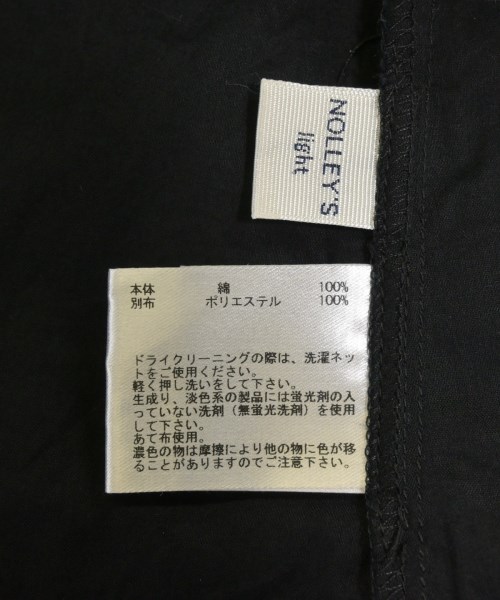 NOLLEY'S
light
本体 綿 100%
別布 ポリエステル 100%
ドライクリーニングの際は、洗濯ネッ
トをご使用ください。
軽く押し洗いをして下さい。
生成り、淡色系の製品には蛍光剤の入
っていない洗剤（無蛍光洗剤）を使用
して下さい。
あて布使用。
濃色の物は摩擦により他の物に色が移
ることがありますのでご注意下さい。